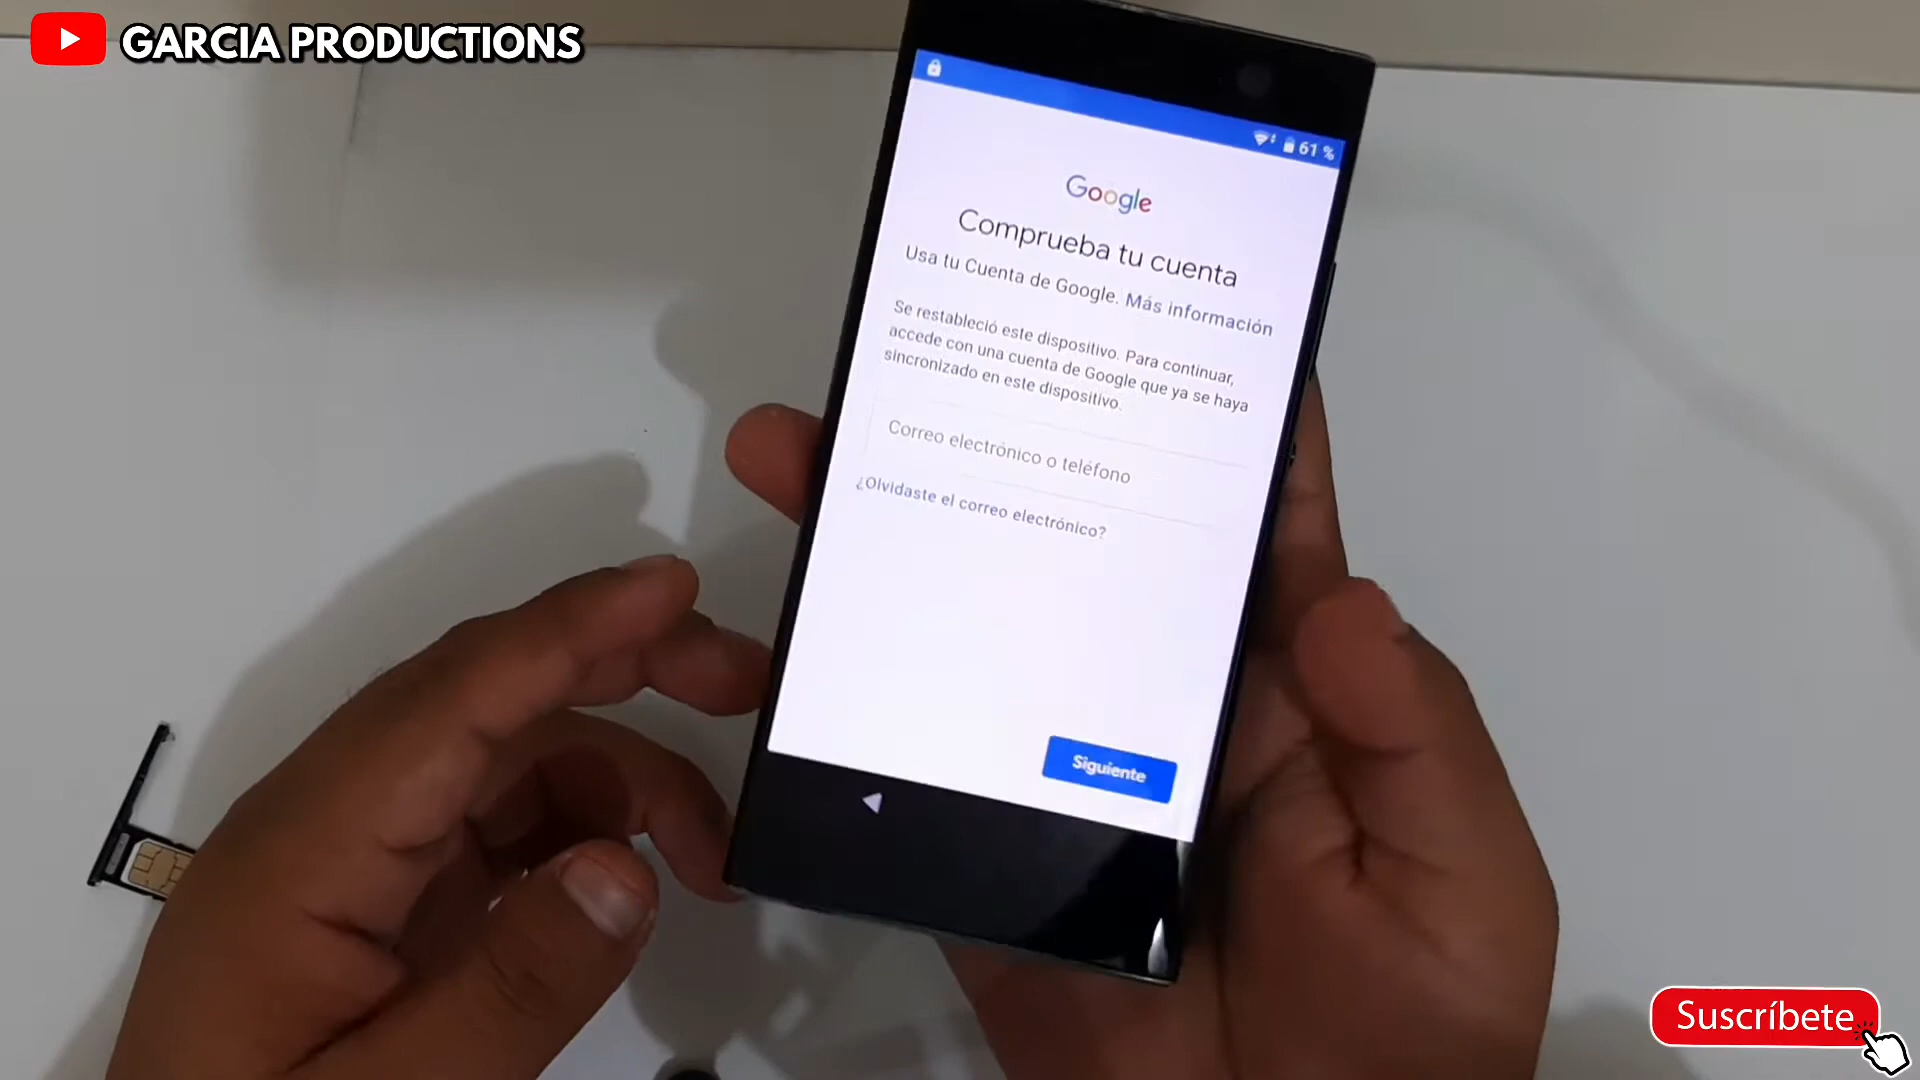 GARCIA PRODUCTIONS
61 %
Google
Comprueba tu cuenta
Usa tu Cuenta de Google. Más información
Se restableció este dispositivo. Para continuar,
accede con una cuenta de Google que ya se haya
sincronizado en este dispositivo.
Correo electrónico o teléfono
¿Olvidaste el correo electrónico?
Siguiente
Suscríbete